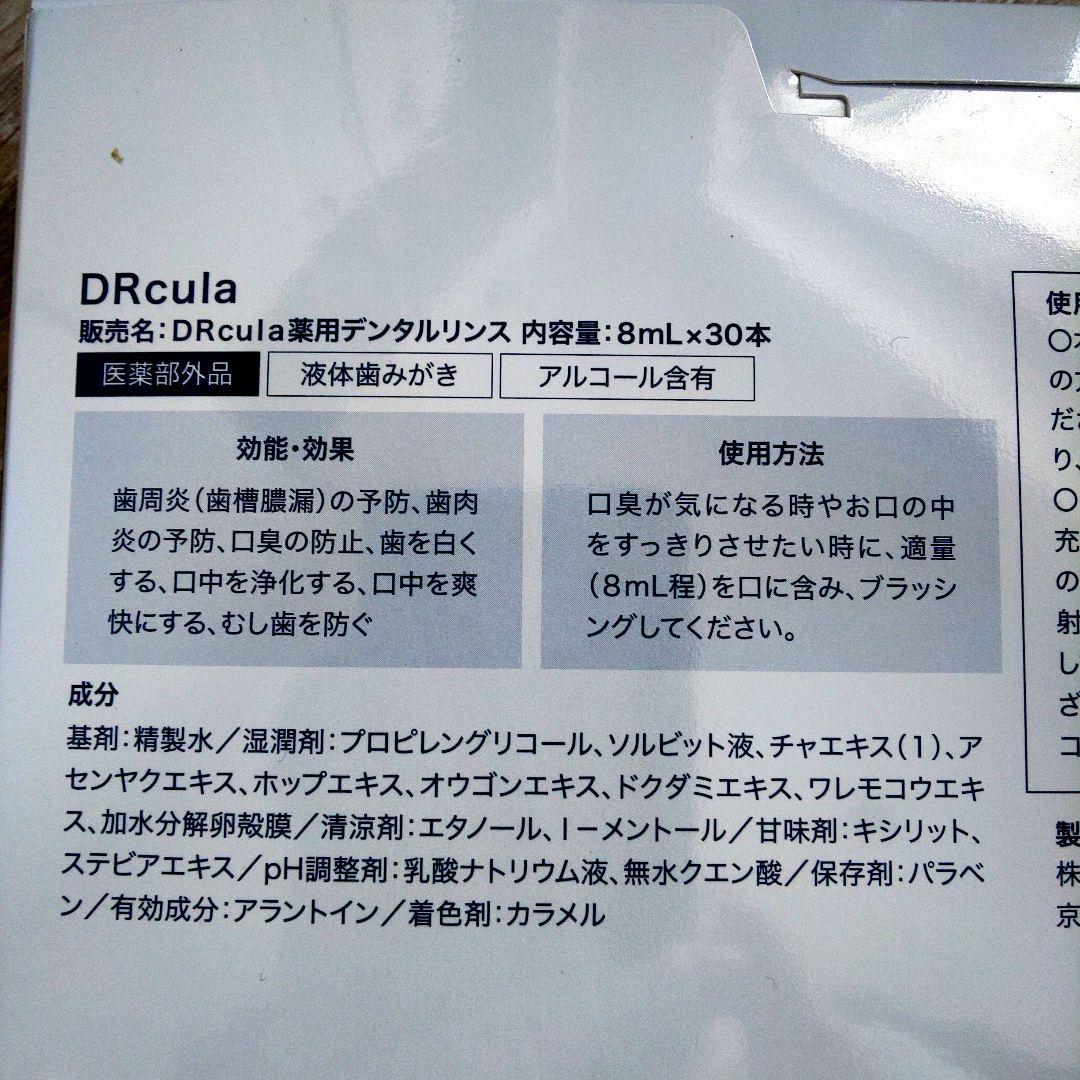 DRcula
販売名:DRcula薬用デンタルリンス 内容量:8mL×30本
医薬部外品 液体歯みがき アルコール含有
効能・効果
歯周炎(歯槽膿漏)の予防、歯肉
炎の予防、口臭の防止、歯を白く
する、口中を浄化する、口中を爽
快にする、むし歯を防ぐ
使用方法
口臭が気になる時やお口の中
をすっきりさせたい時に、適量
(8mL程)を口に含み、ブラッシ
ングしてください。
成分
基剤:精製水/湿潤剤:プロピレングリコール、ソルビット液、チャエキス(1)、ア
センヤクエキス、ホップエキス、オウゴンエキス、ドクダミエキス、ワレモコウエキ
ス、加水分解卵殻膜/清涼剤:エタノール、l-メントール/甘味剤:キシリット、
ステビアエキス/pH調整剤:乳酸ナトリウム液、無水クエン酸/保存剤:パラベ
ン/有効成分:アラントイン/着色剤:カラメル
使
〇
の
だ
り、
〇
充
の
射
し
ざ
コ
製
株
京